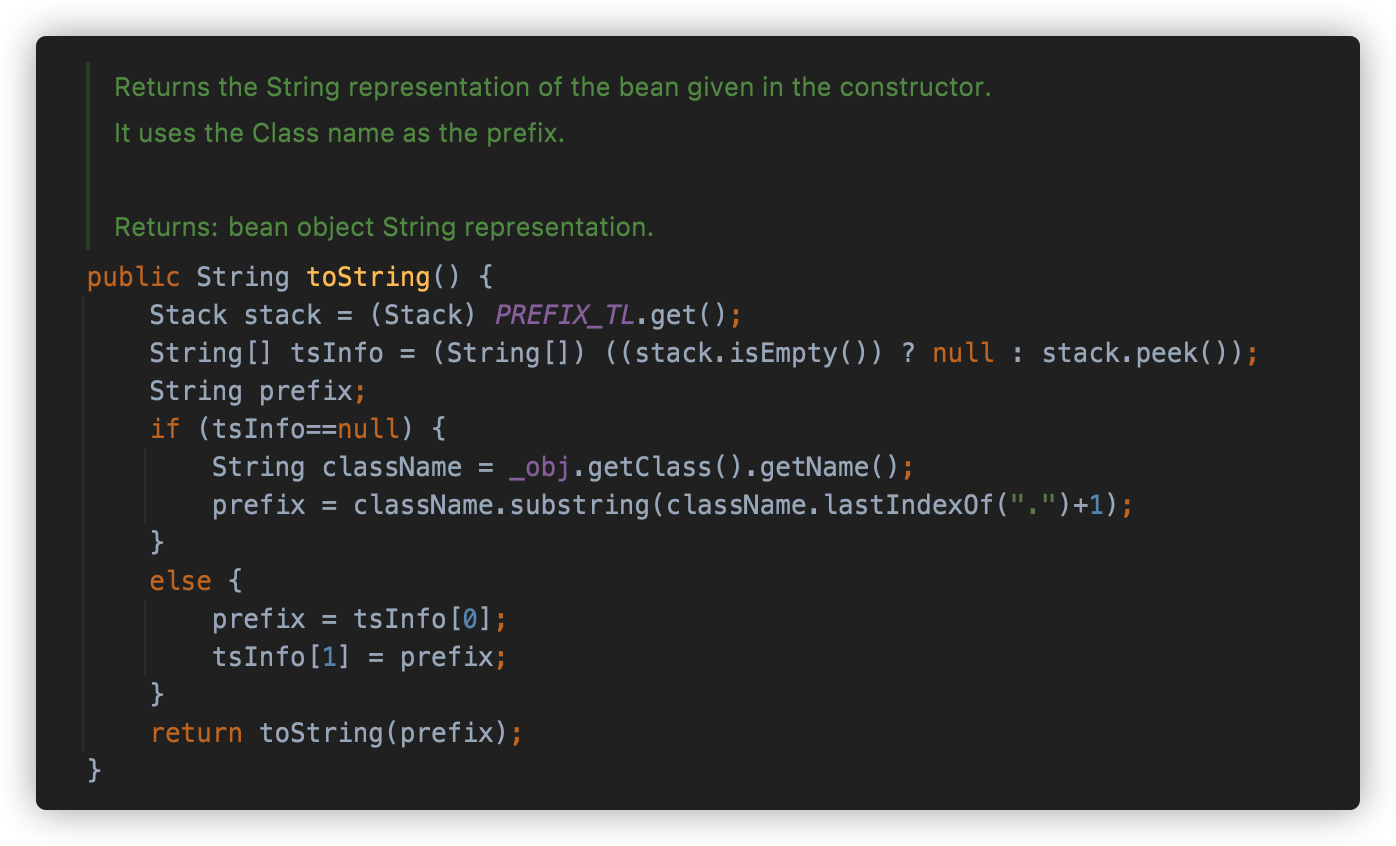 Returns the String representation of the bean given in the constructor.
It uses the Class name as the prefix.
Returns: bean object String representation.
public String toString() {
    Stack stack = (Stack) PREFIX_TL.get();
    String[] tsInfo = (String[]) ((stack.isEmpty()) ? null : stack.peek());
    String prefix;
    if (tsInfo==null) {
        String className = _obj.getClass().getName();
        prefix = className.substring(className.lastIndexOf(".")+1);
    }
    else {
        prefix = tsInfo[0];
        tsInfo[1] = prefix;
    }
    return toString(prefix);
}